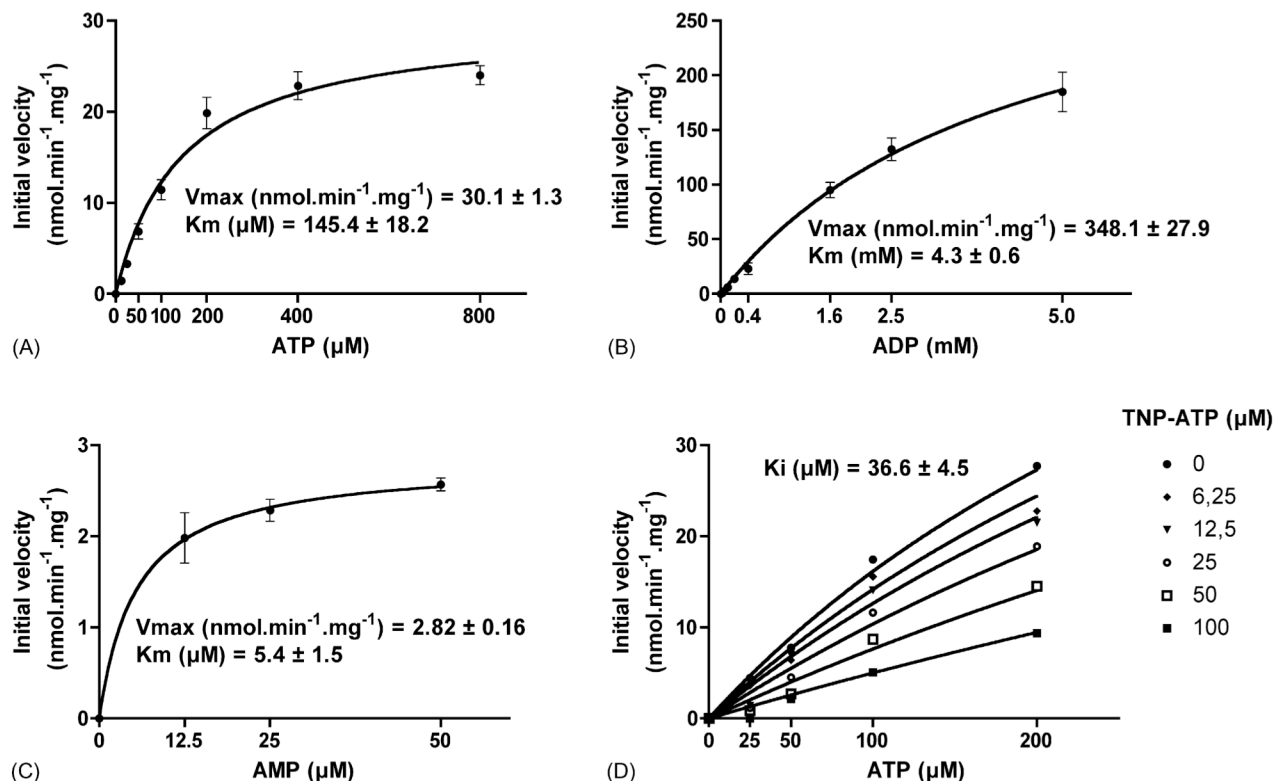 Initial velocity
(nmol.min⁻¹.mg⁻¹)
30
20
10
0
Vmax (nmol.min⁻¹.mg⁻¹) = 30.1 ± 1.3
Km (µM) = 145.4 ± 18.2
0 50 100 200 400 800
ATP (µM)
(A)
Initial velocity
(nmol.min⁻¹.mg⁻¹)
250
200
150
100
50
0
Vmax (nmol.min⁻¹.mg⁻¹) = 348.1 ± 27.9
Km (mM) = 4.3 ± 0.6
0 0.4 1.6 2.5 5.0
ADP (mM)
(B)
Initial velocity
(nmol.min⁻¹.mg⁻¹)
3
2
1
0
Vmax (nmol.min⁻¹.mg⁻¹) = 2.82 ± 0.16
Km (µM) = 5.4 ± 1.5
0 12.5 25 50
AMP (µM)
(C)
Initial velocity
(nmol.min⁻¹.mg⁻¹)
30
20
10
0
Ki (µM) = 36.6 ± 4.5
0 25 50 100 200
ATP (µM)
(D)
TNP-ATP (µM)
0
6,25
12,5
25
50
100